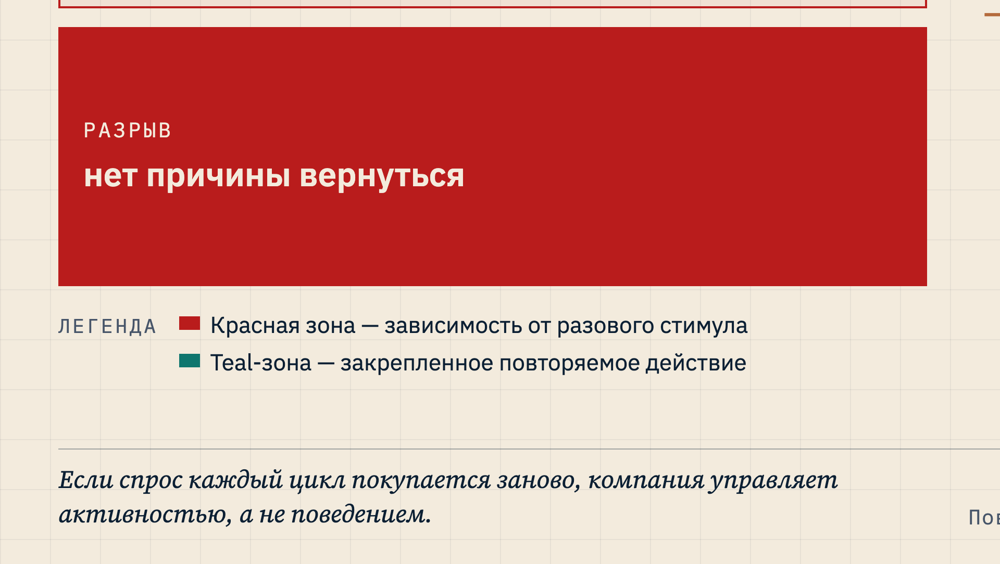 РАЗРЫВ
нет причины вернуться
ЛЕГЕНДА
Красная зона — зависимость от разового стимула
Teal-зона — закрепленное повторяемое действие
Если спрос каждый цикл покупается заново, компания управляет
активностью, а не поведением.